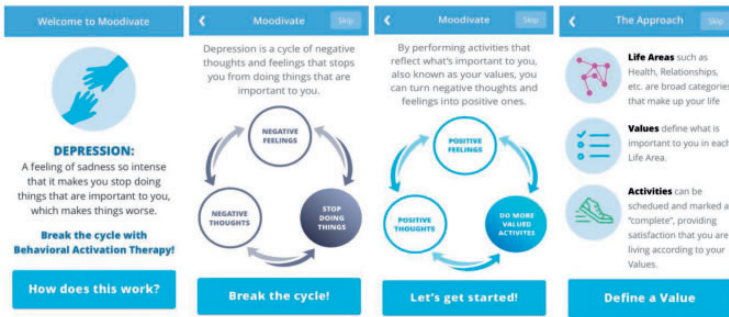 Welcome to Moodivate
DEPRESSION:
A feeling of sadness so intense
that it makes you stop doing
things that are important to you,
which makes things worse.
Break the cycle with
Behavioral Activation Therapy!
How does this work?
Moodivate
Skip
Depression is a cycle of negative
thoughts and feelings that stops
you from doing things that are
important to you.
NEGATIVE
FEELINGS
NEGATIVE
THOUGHTS
STOP
DOING
THINGS
Break the cycle!
Moodivate
Skip
By performing activities that
reflect what's important to you,
also known as your values, you
can turn negative thoughts and
feelings into positive ones.
POSITIVE
FEELINGS
POSITIVE
THOUGHTS
DO MORE
VALUED
ACTIVITES
Let's get started!
The Approach
Skip
Life Areas such as
Health, Relationships,
etc. are broad categories
that make up your life
Values define what is
important to you in each
Life Area.
Activities can be
schedued and marked a
"complete", providing
satisfaction that you are
living according to your
Values.
Define a Value